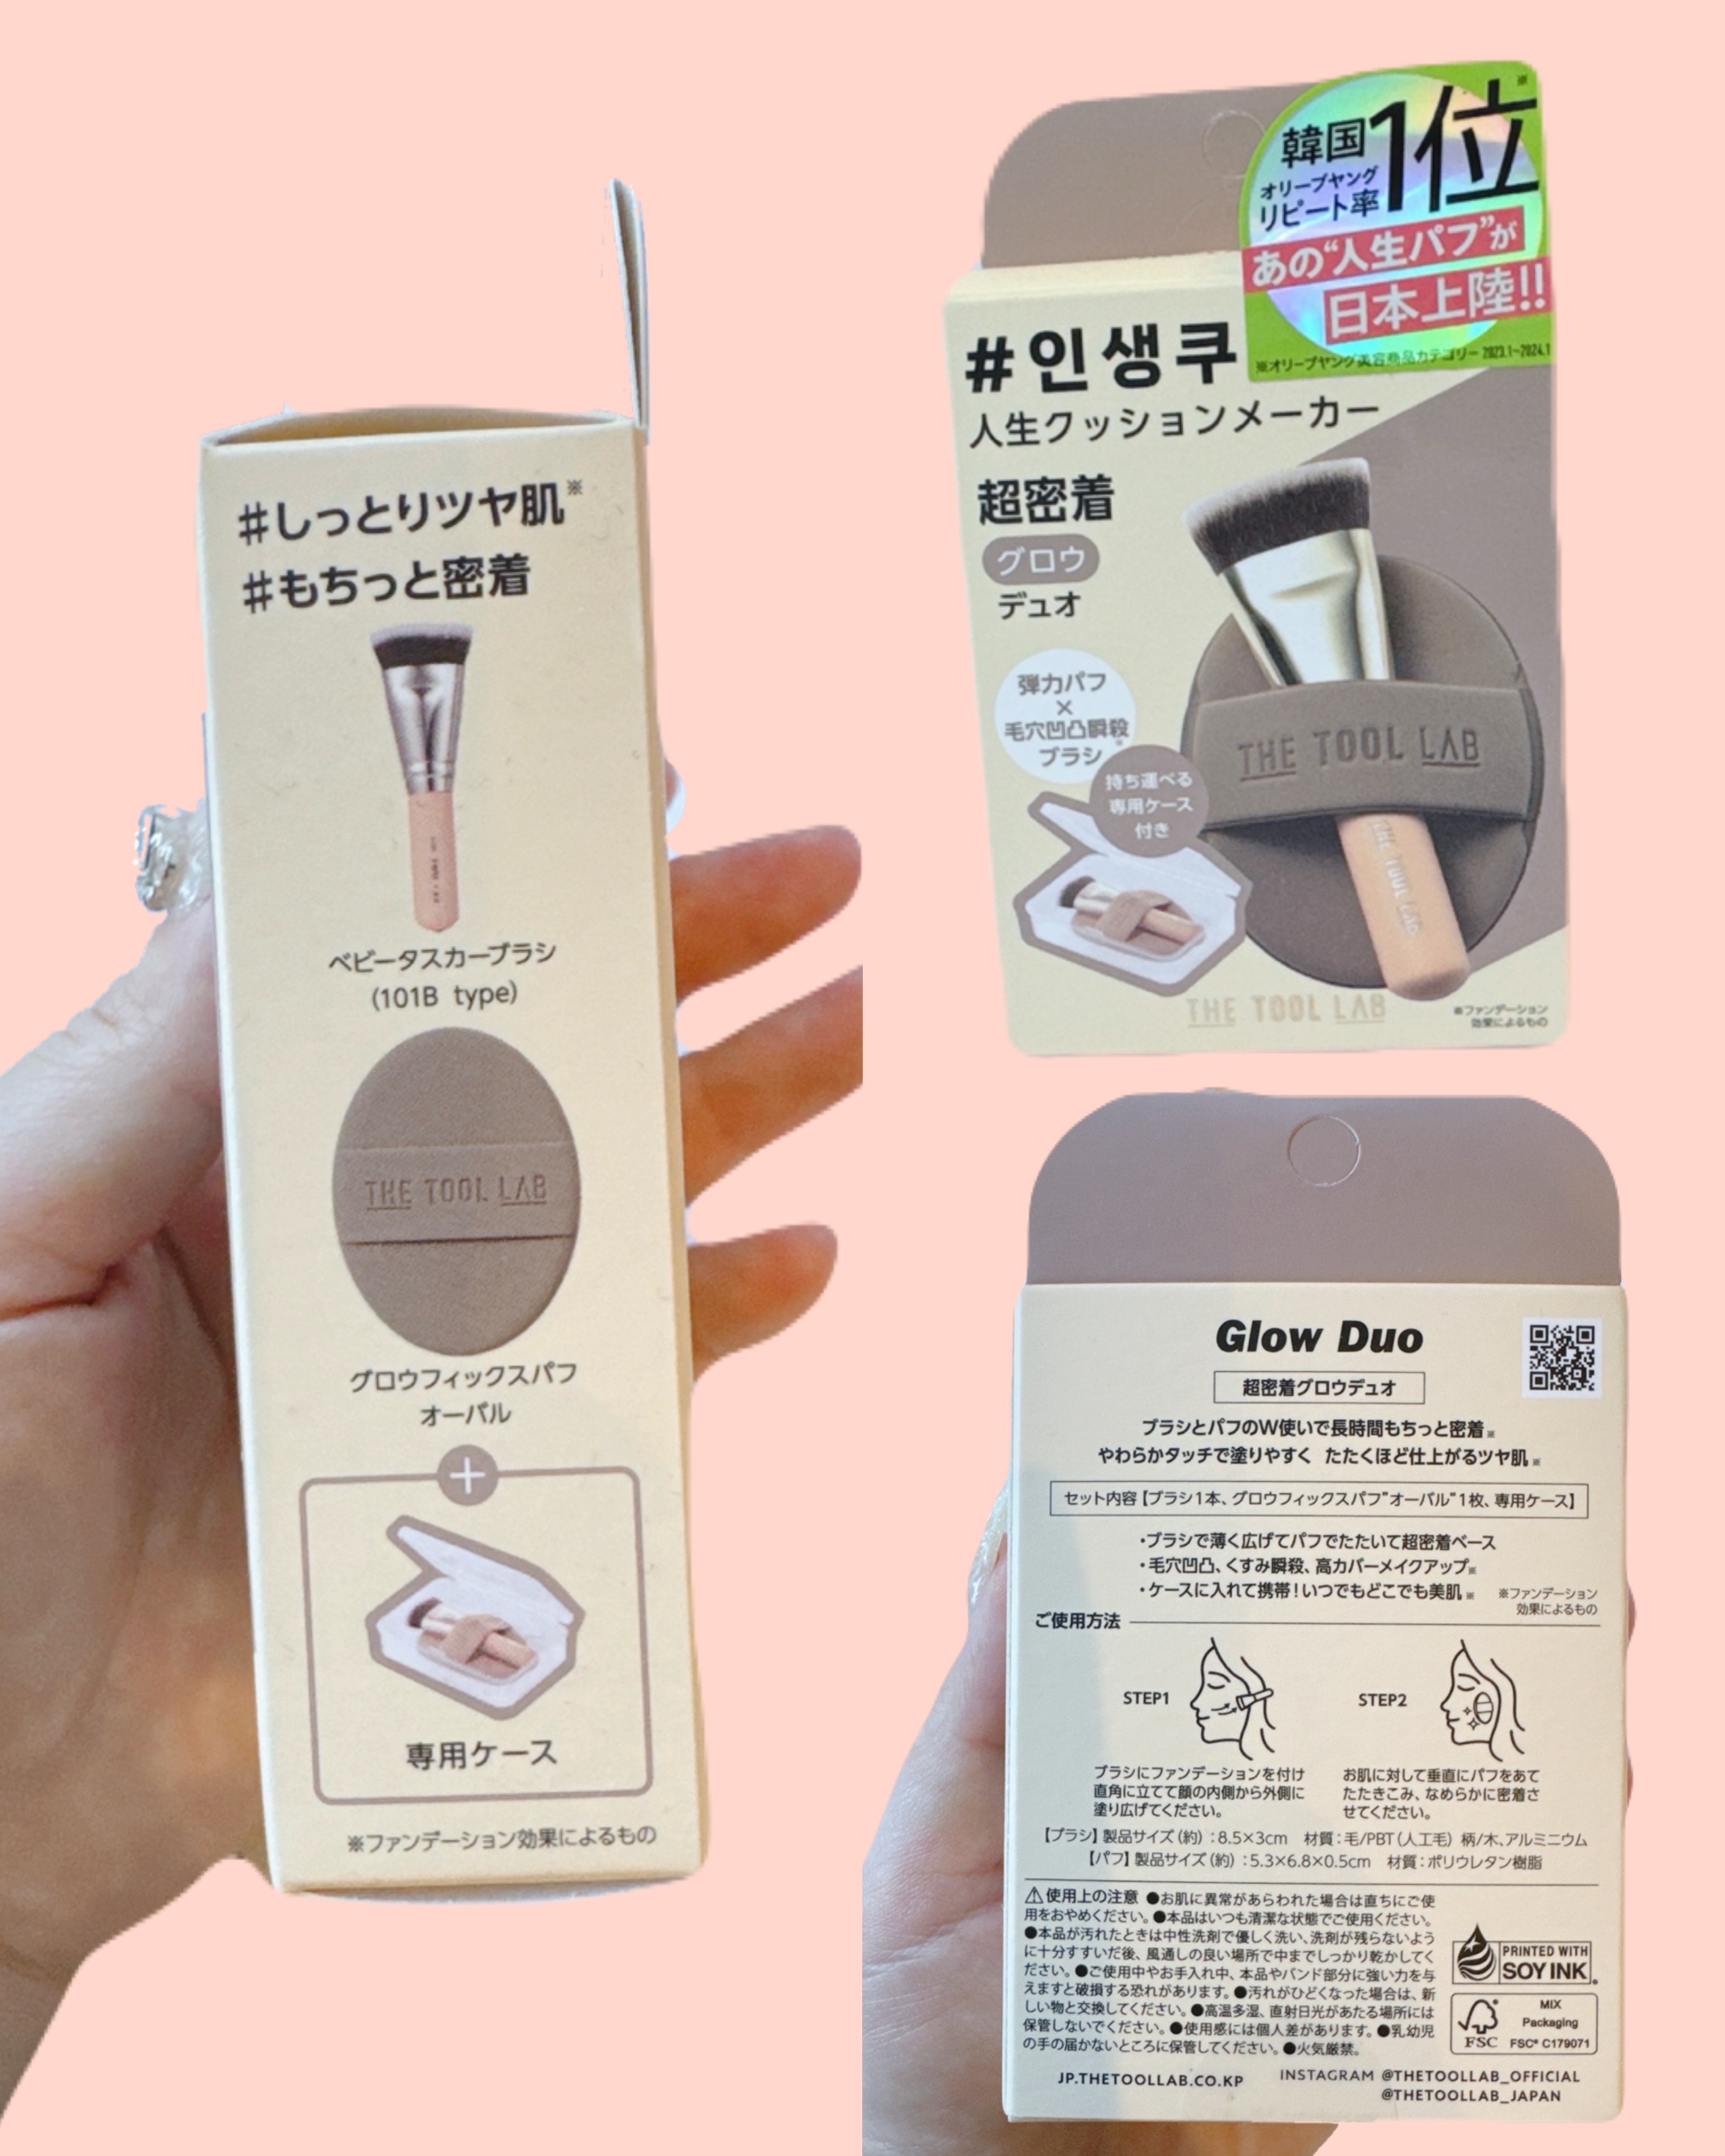 #しっとりツヤ肌※
#もちっと密着
ベビータスカーブラシ
(101B type)
THE TOOL LAB
グロウフィックスパフ
オーバル
+
専用ケース
※ファンデーション効果によるもの
韓国
オリーブヤング
リピート率
1位※
あの“人生パフ”が
日本上陸!!
※オリーブヤング美容商品カテゴリー 2023.1~2024.1
#인생쿠
人生クッションメーカー
超密着
グロウ
デュオ
弾力パフ
×
毛穴凹凸瞬殺
ブラシ※
持ち運べる
専用ケース
付き
THE TOOL LAB
THE TOOL LAB
THE TOOL LAB
※ファンデーション
効果によるもの
Glow Duo
超密着グロウデュオ
ブラシとパフのW使いで長時間もちっと密着※
やわらかタッチで塗りやすく たたくほど仕上がるツヤ肌※
セット内容【ブラシ1本、グロウフィックスパフ"オーバル"1枚、専用ケース】
・ブラシで薄く広げてパフでたたいて超密着ベース
・毛穴凹凸、くすみ瞬殺、高カバーメイクアップ※
・ケースに入れて携帯!いつでもどこでも美肌※
※ファンデーション
効果によるもの
ご使用方法
STEP1
ブラシにファンデーションを付け
直角に立てて顔の内側から外側に
塗り広げてください。
STEP2
お肌に対して垂直にパフをあて
たたきこみ、なめらかに密着さ
せてください。
【ブラシ】製品サイズ(約):8.5×3cm 材質:毛/PBT(人工毛) 柄/木、アルミニウム
【パフ】製品サイズ(約):5.3×6.8×0.5cm 材質:ポリウレタン樹脂
⚠使用上の注意 ●お肌に異常があらわれた場合は直ちにご使
用をおやめください。●本品はいつも清潔な状態でご使用ください。
●本品が汚れたときは中性洗剤で優しく洗い、洗剤が残らないよう
に十分すすいだ後、風通しの良い場所で中までしっかり乾かしてく
ださい。●ご使用中やお手入れ中、本品やバンド部分に強い力を与
えますと破損する恐れがあります。●汚れがひどくなった場合は、新
しい物と交換してください。●高温多湿、直射日光があたる場所には
保管しないでください。●使用感には個人差があります。●乳幼児
の手の届かないところに保管してください。●火気厳禁。
PRINTED WITH
SOY INK
FSC
MIX
Packaging
FSC® C179071
JP.THETOOLLAB.CO.KP
INSTAGRAM @THETOOLLAB_OFFICIAL
@THETOOLLAB_JAPAN